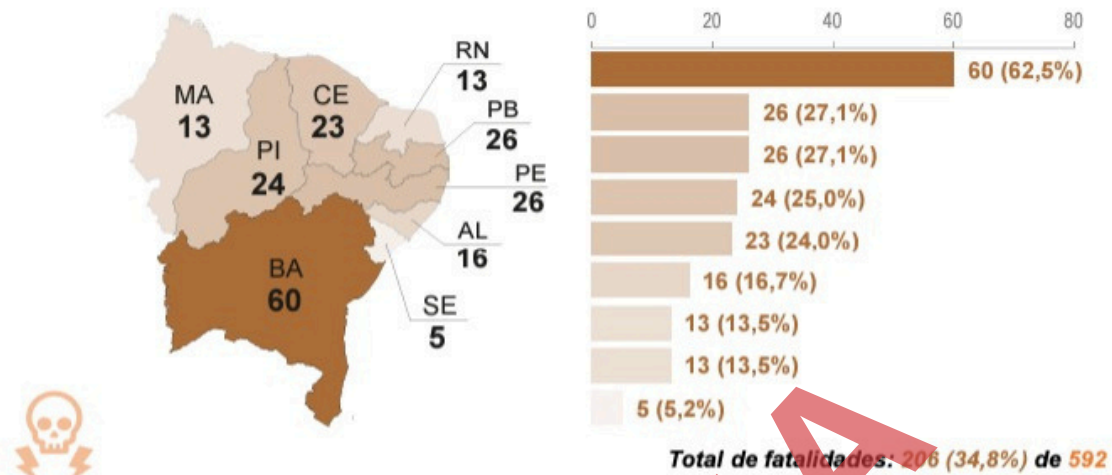 RN
13
MA
13
CE
23
PB
26
PI
24
PE
26
AL
16
BA
60
SE
5
0 20 40 60 80
60 (62,5%)
26 (27,1%)
26 (27,1%)
24 (25,0%)
23 (24,0%)
16 (16,7%)
13 (13,5%)
13 (13,5%)
5 (5,2%)
Total de fatalidades: 206 (34,8%) de 592